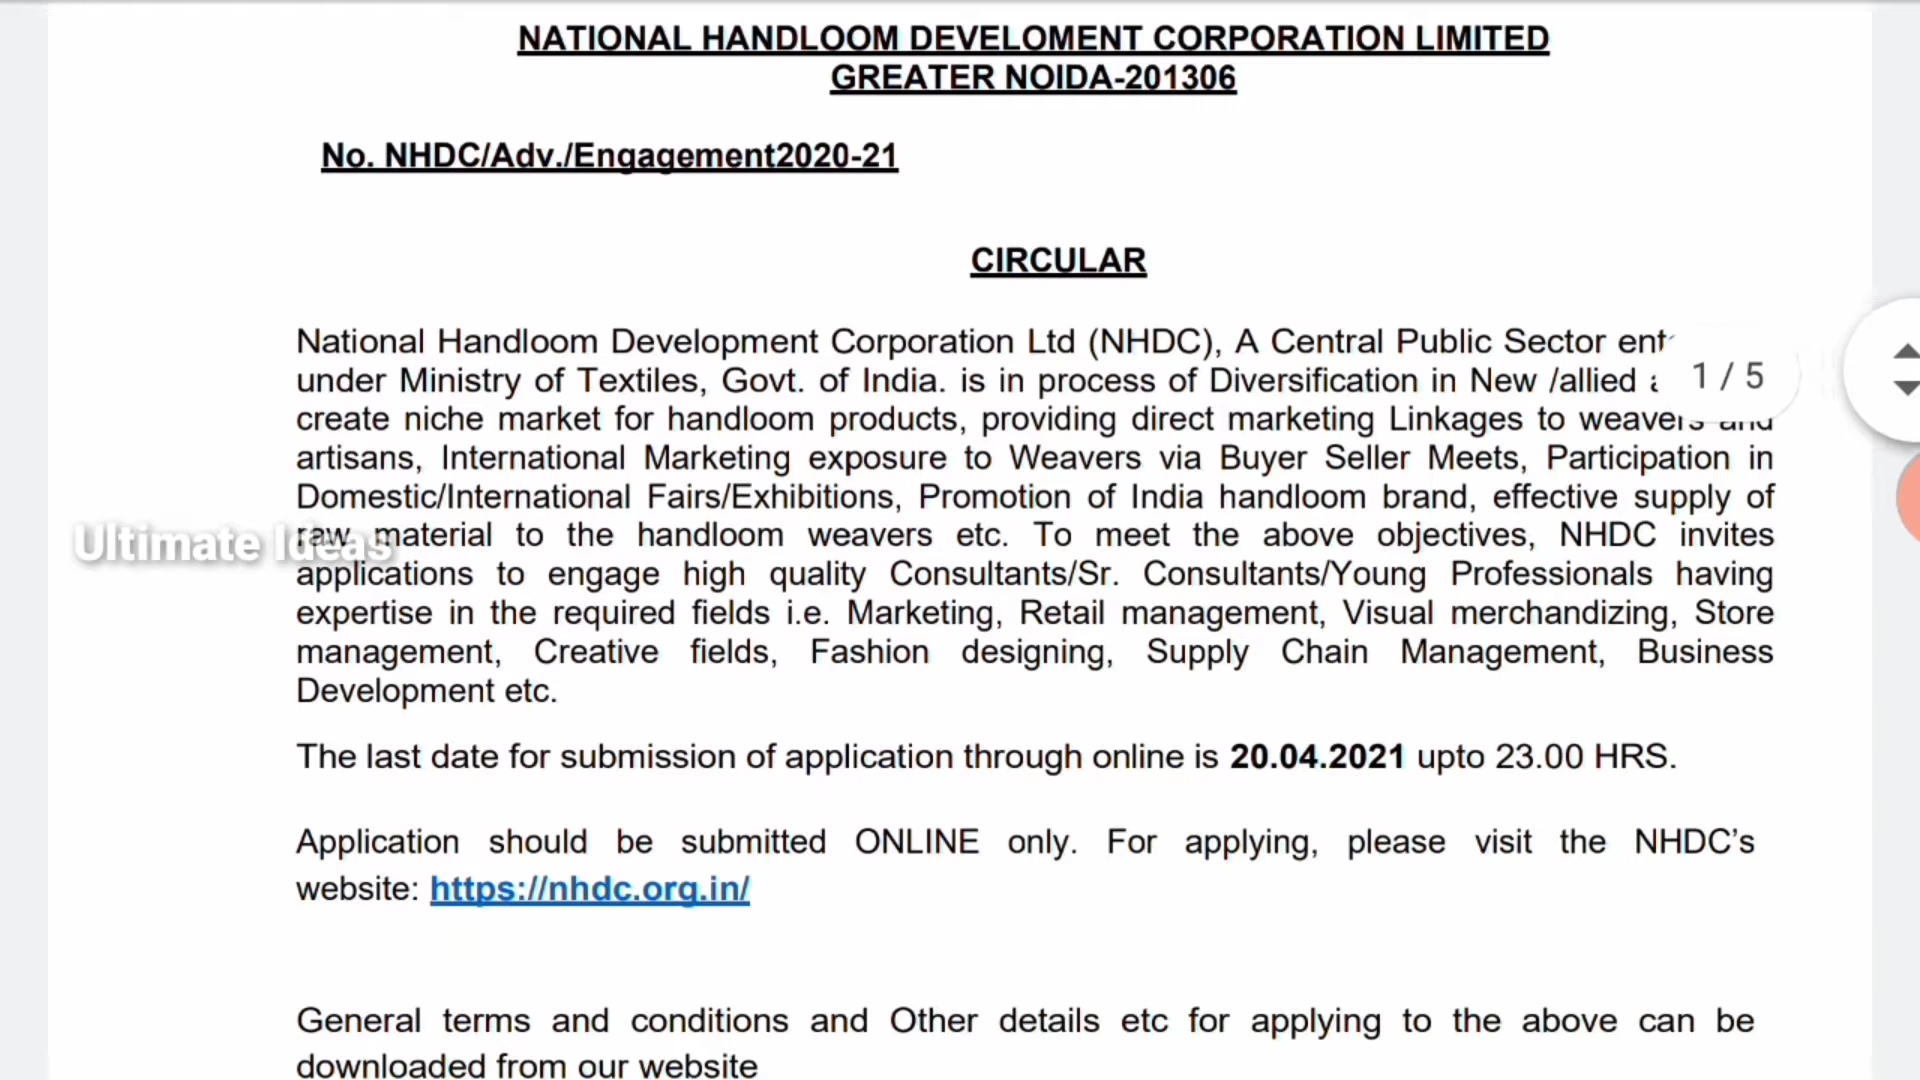 NATIONAL HANDLOOM DEVELOMENT CORPORATION LIMITED
GREATER NOIDA-201306
No. NHDC/Adv./Engagement2020-21
CIRCULAR
National Handloom Development Corporation Ltd (NHDC), A Central Public Sector
under Ministry of Textiles, Govt. of India. is in process of Diversification in New /allied
1 / 5
create niche market for handloom products, providing direct marketing Linkages to weavers and
artisans, International Marketing exposure to Weavers via Buyer Seller Meets, Participation in
Domestic/International Fairs/Exhibitions, Promotion of India handloom brand, effective supply of
raw material to the handloom weavers etc. To meet the above objectives, NHDC invites
Ultimate Ideas
applications to engage high quality Consultants/Sr. Consultants/Young Professionals having
expertise in the required fields i.e. Marketing, Retail management, Visual merchandizing, Store
management, Creative fields, Fashion designing, Supply Chain Management, Business
Development etc.
The last date for submission of application through online is 20.04.2021 upto 23.00 HRS.
Application should be submitted ONLINE only. For applying, please visit the NHDC’s
website: https://nhdc.org.in/
General terms and conditions and Other details etc for applying to the above can be
downloaded from our website